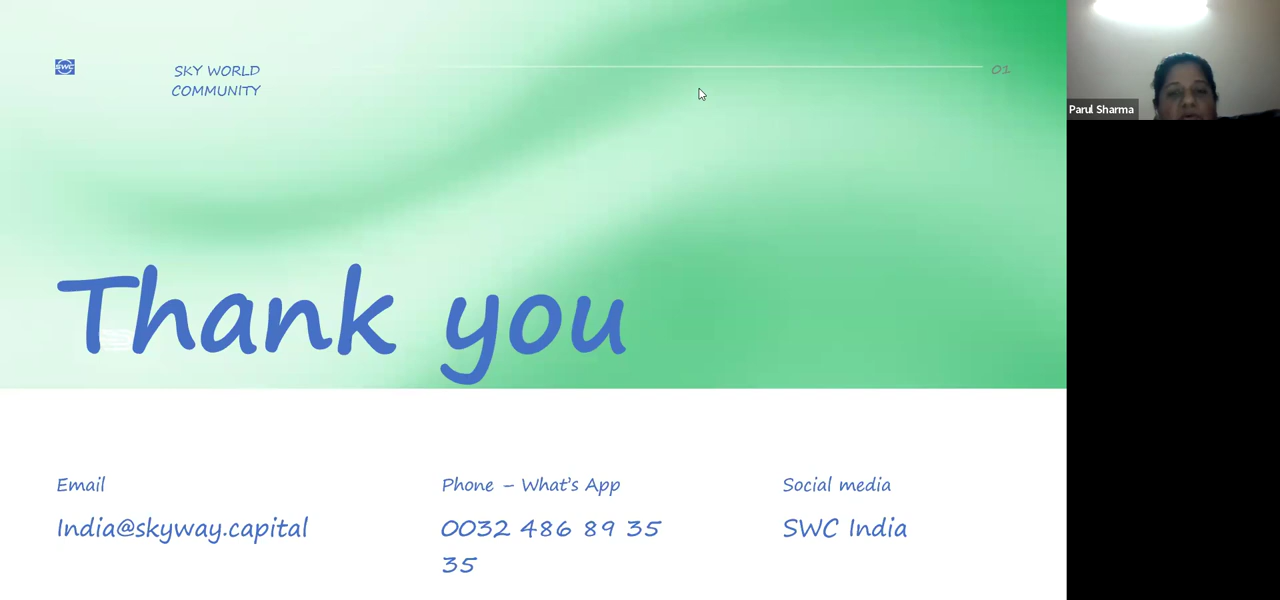 SWC
SKY WORLD
COMMUNITY
01
Parul Sharma
Thank you
Email
India@skyway.capital
Phone – What's App
0032 486 89 35
35
Social media
SWC India